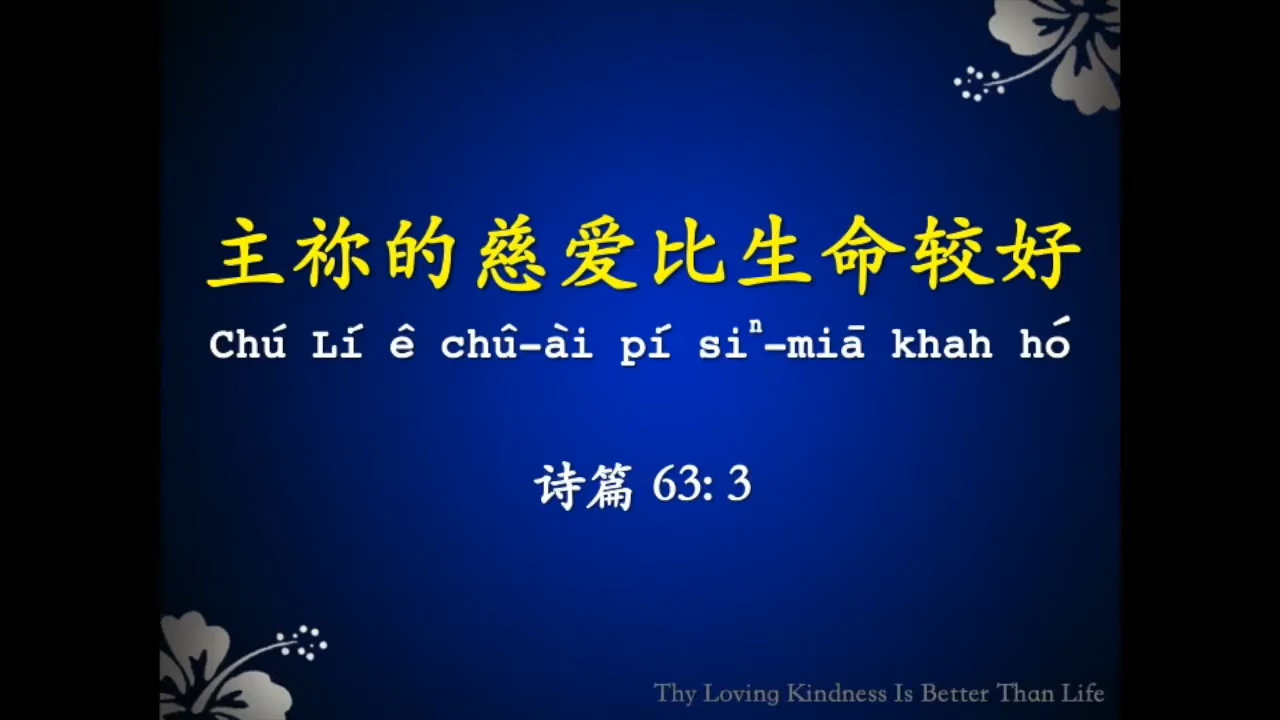 主祢的慈爱比生命较好
Chú Lí ê chû-ài pí siⁿ-miā khah hó
诗篇 63: 3
Thy Loving Kindness Is Better Than Life